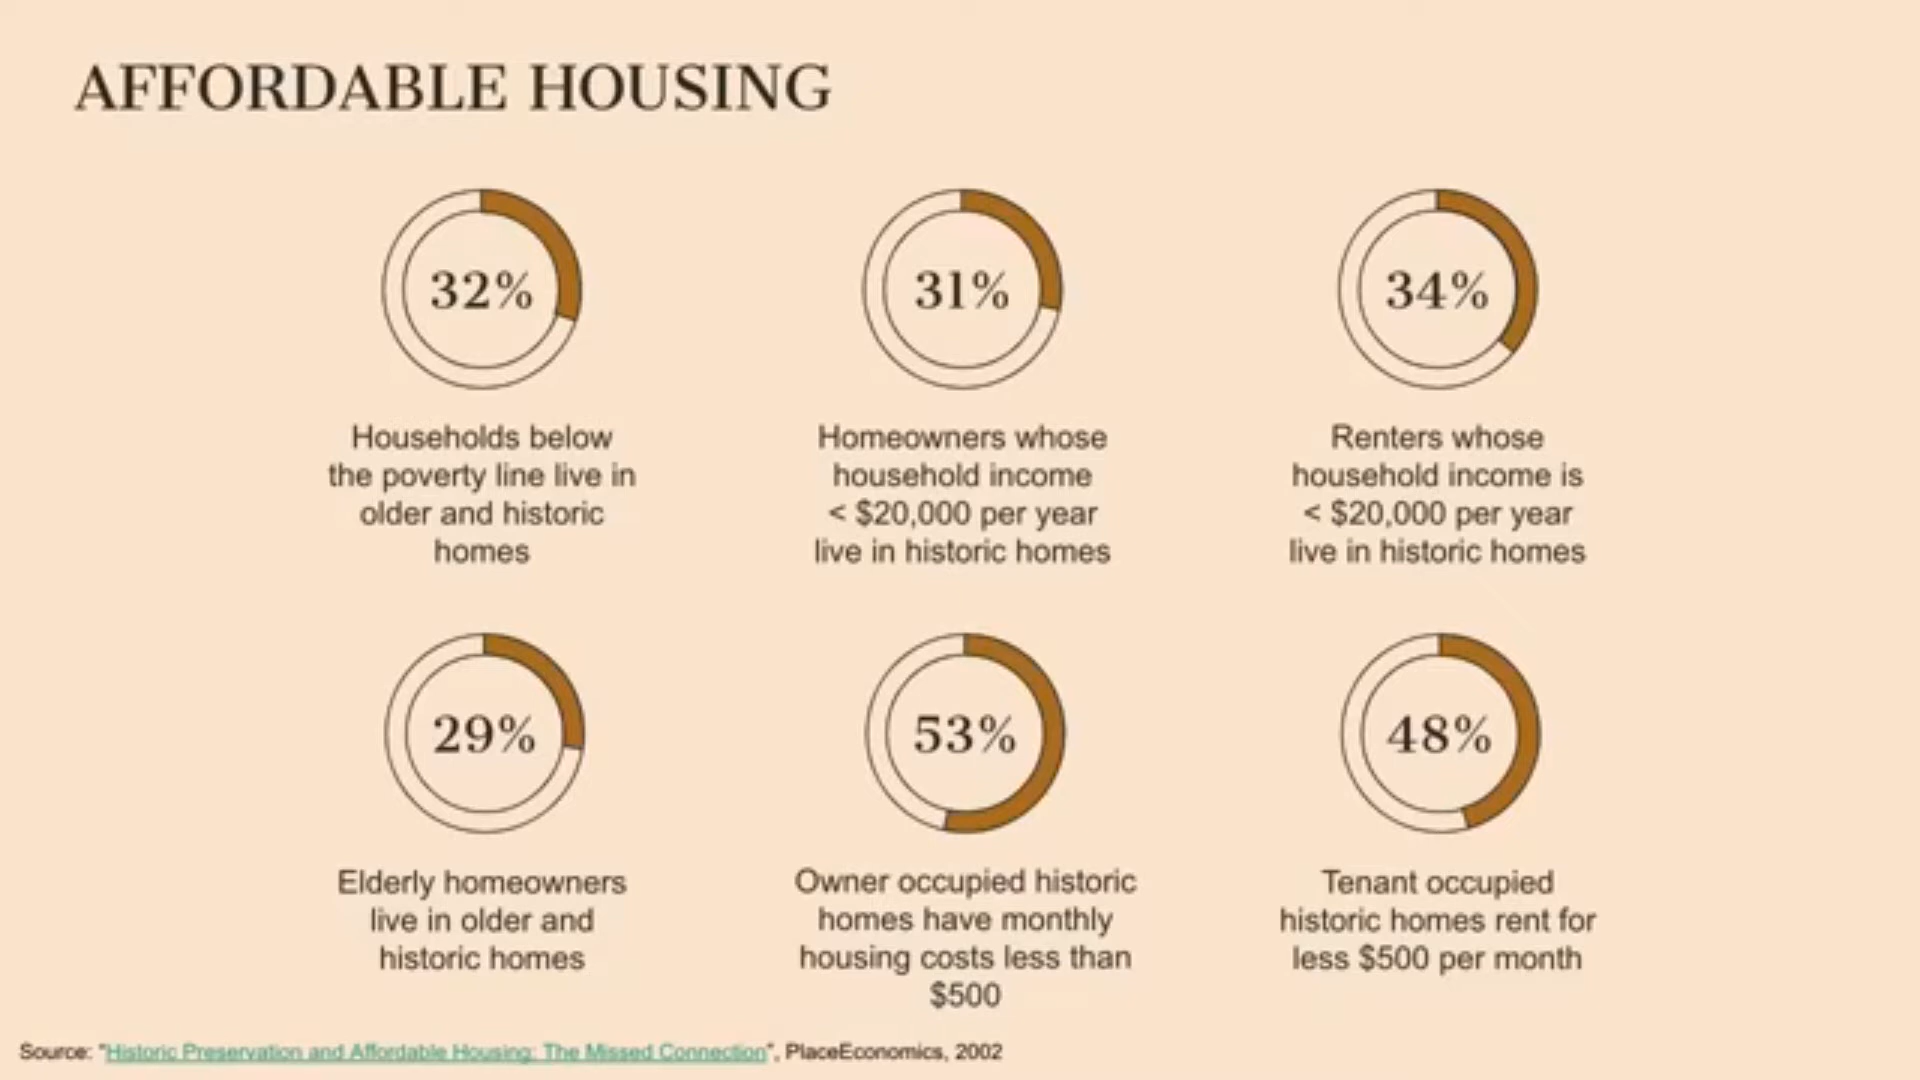 AFFORDABLE HOUSING
32%
31%
34%
Households below
the poverty line live in
older and historic
homes
Homeowners whose
household income
< $20,000 per year
live in historic homes
Renters whose
household income is
< $20,000 per year
live in historic homes
29%
53%
48%
Elderly homeowners
live in older and
historic homes
Owner occupied historic
homes have monthly
housing costs less than
$500
Tenant occupied
historic homes rent for
less $500 per month
Source: "Historic Preservation and Affordable Housing: The Missed Connection", PlaceEconomics, 2002